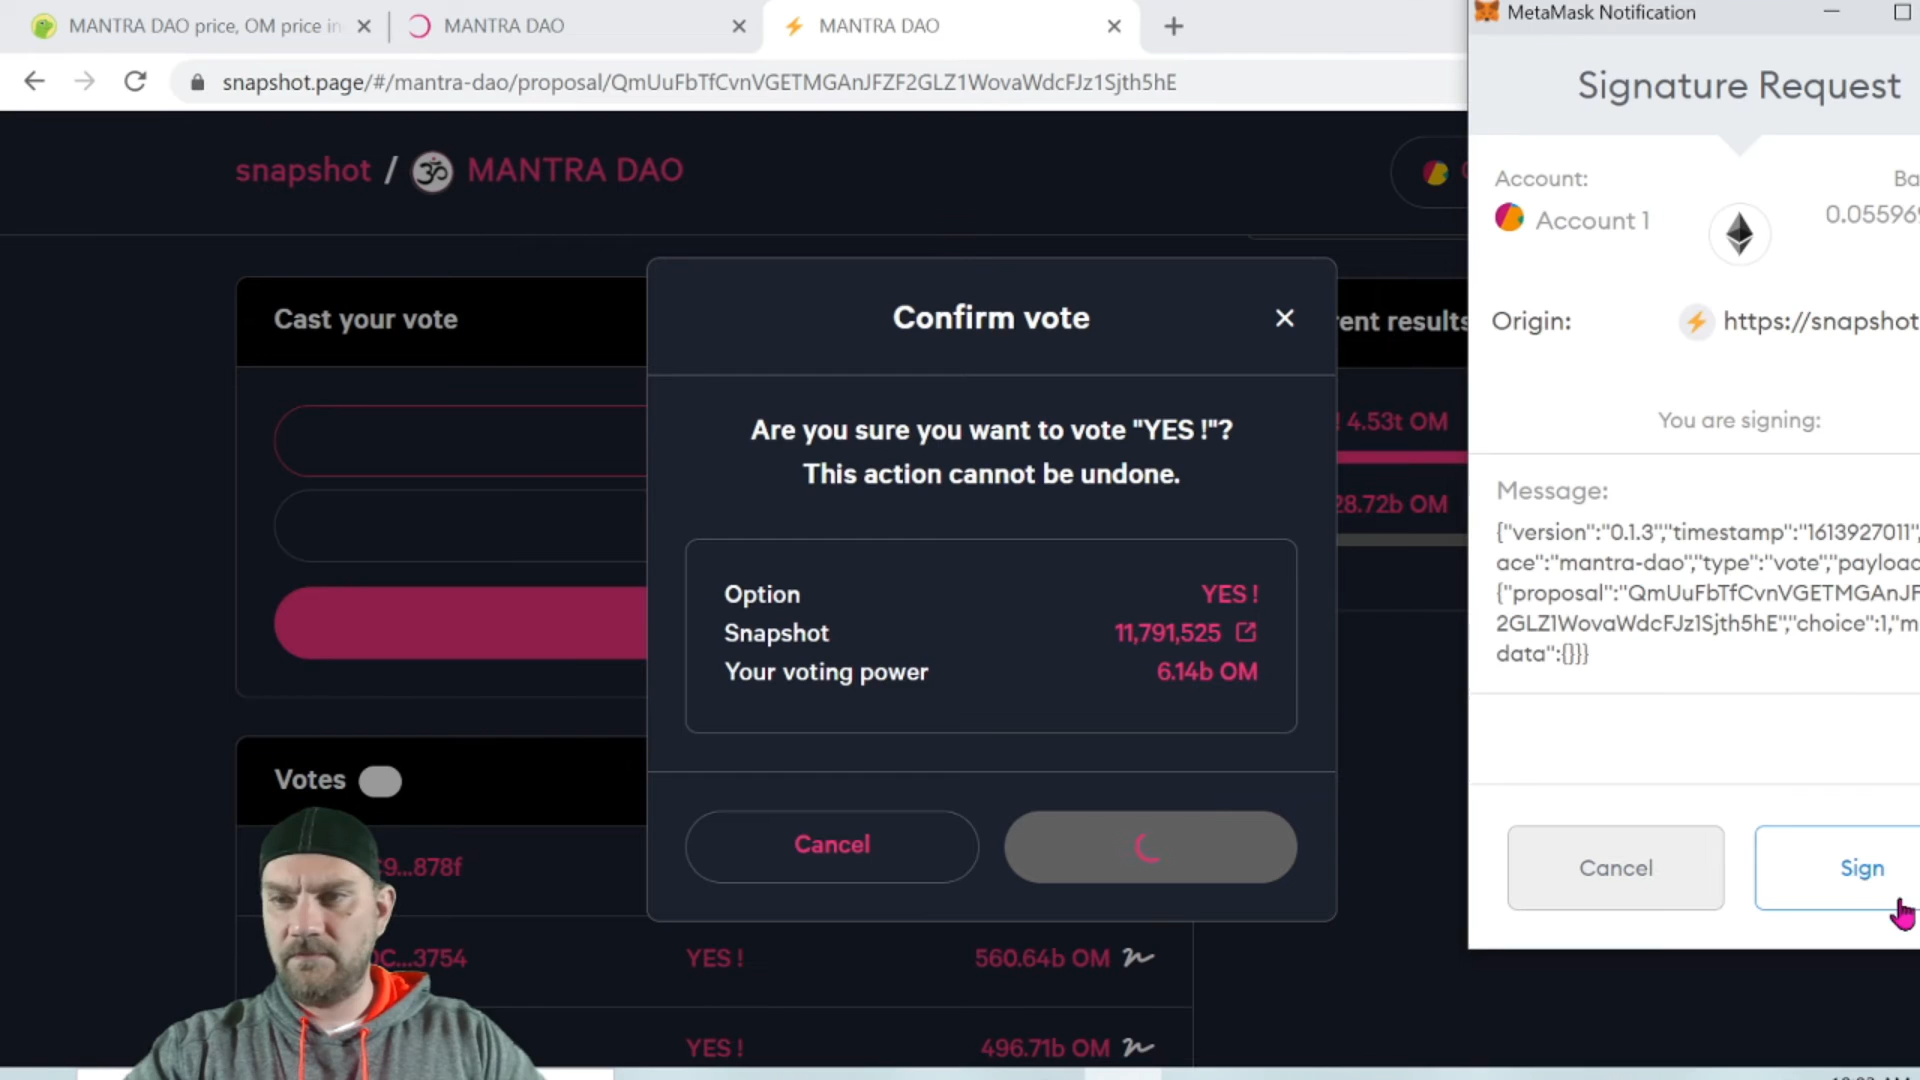 MANTRA DAO price, OM price in
MANTRA DAO
MANTRA DAO
MetaMask Notification
snapshot.page/#/mantra-dao/proposal/QmUuFbTfCvnVGETMGAnJFZF2GLZ1WovaWdcFJz1Sjth5hE
Signature Request
snapshot / MANTRA DAO
Account:
Account 1
Ba
0.055969
Origin:
https://snapshot
Cast your vote
Confirm vote
rent results
Are you sure you want to vote "YES !"?
This action cannot be undone.
! 4.53t OM
28.72b OM
You are signing:
Message:
{"version":"0.1.3","timestamp":"1613927011",
ace":"mantra-dao","type":"vote","payload
{"proposal":"QmUuFbTfCvnVGETMGAnJF
2GLZ1WovaWdcFJz1Sjth5hE","choice":1,"m
data":{}}}
Option YES !
Snapshot 11,791,525
Your voting power 6.14b OM
Cancel
Cancel
Sign
Votes
C9...878f
0C...3754 YES ! 560.64b OM
YES ! 496.71b OM